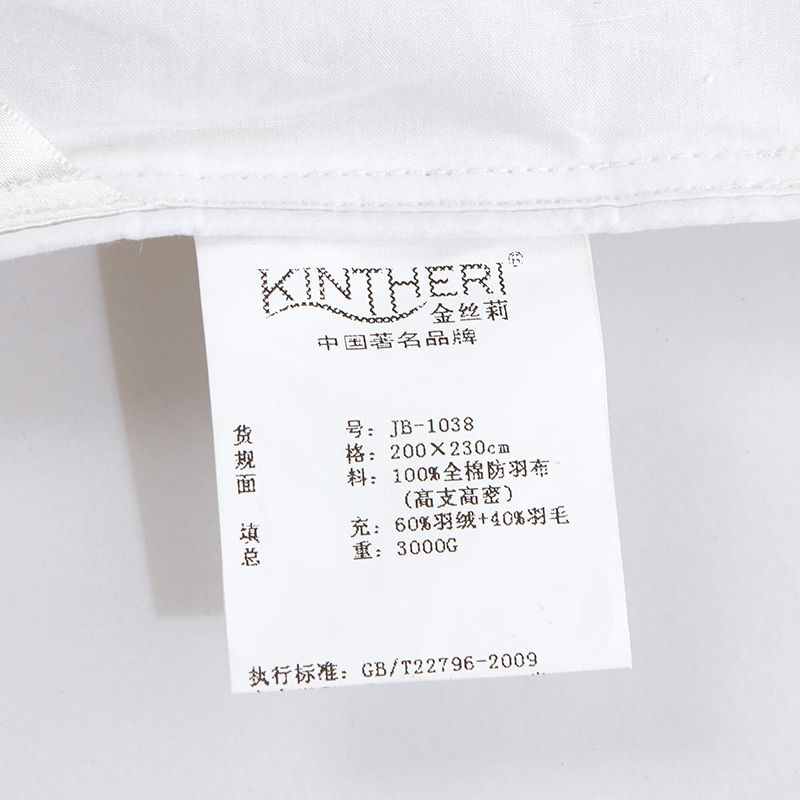 KINTHERI®
金丝莉
中国著名品牌
货 号：JB-1038
规 格：200×230cm
面 料：100%全棉防羽布
（高支高密）
填 充：60%羽绒+40%羽毛
总 重：3000G
执行标准：GB/T22796-2009